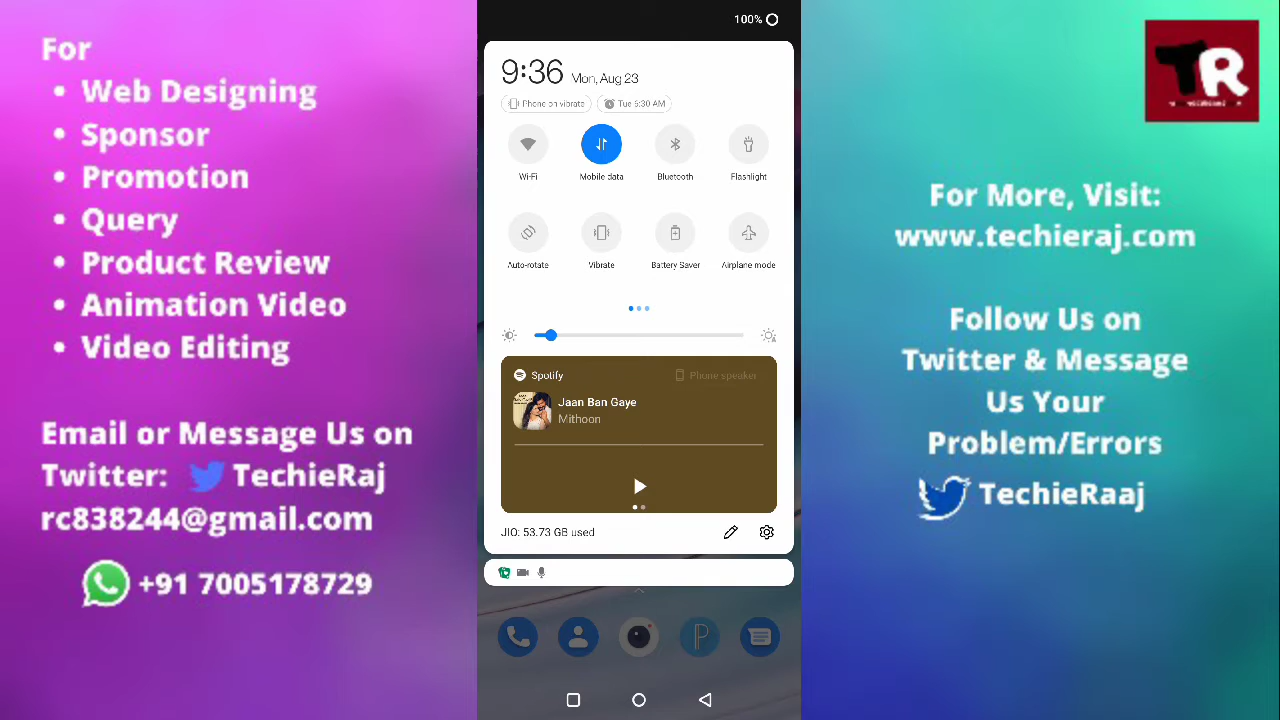 For
• Web Designing
• Sponsor
• Promotion
• Query
• Product Review
• Animation Video
• Video Editing
Email or Message Us on
Twitter: TechieRaj
rc838244@gmail.com
+91 7005178729
100%
9:36 Mon, Aug 23
Phone on vibrate Tue 6:30 AM
Wi-Fi Mobile data Bluetooth Flashlight
Auto-rotate Vibrate Battery Saver Airplane mode
Spotify Phone speaker
Jaan Ban Gaye
Mithoon
JIO: 53.73 GB used
TR
For More, Visit:
www.techieraj.com
Follow Us on
Twitter & Message
Us Your
Problem/Errors
TechieRaaj